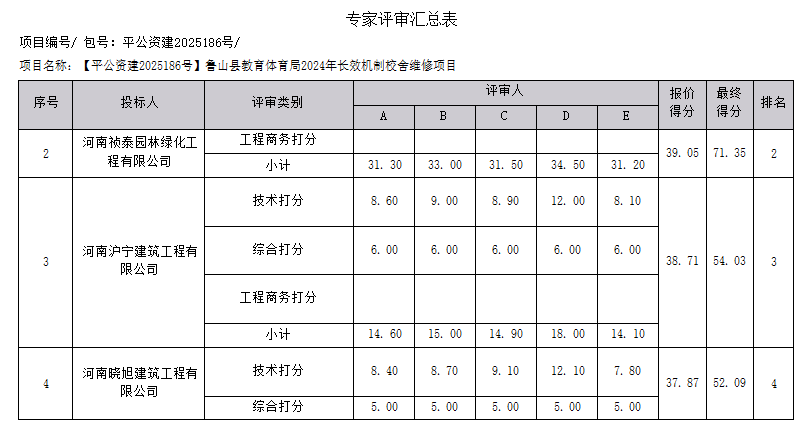 专家评审汇总表
项目编号/ 包号：平公资建2025186号/
项目名称：【平公资建2025186号】鲁山县教育体育局2024年长效机制校舍维修项目
序号 投标人 评审类别 评审人 报价得分 最终得分 排名
A B C D E
2 河南祯泰园林绿化工程有限公司 工程商务打分 39.05 71.35 2
小计 31.30 33.00 31.50 34.50 31.20
3 河南沪宁建筑工程有限公司 技术打分 8.60 9.00 8.90 12.00 8.10 38.71 54.03 3
综合打分 6.00 6.00 6.00 6.00 6.00
工程商务打分
小计 14.60 15.00 14.90 18.00 14.10
4 河南晓旭建筑工程有限公司 技术打分 8.40 8.70 9.10 12.10 7.80 37.87 52.09 4
综合打分 5.00 5.00 5.00 5.00 5.00